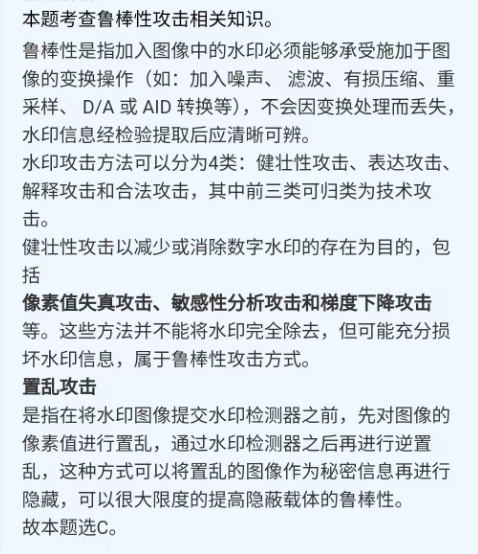 本题考查鲁棒性攻击相关知识。
鲁棒性是指加入图像中的水印必须能够承受施加于图
像的变换操作（如：加入噪声、 滤波、有损压缩、重
采样、 D/A 或 AID 转换等），不会因变换处理而丢失，
水印信息经检验提取后应清晰可辨。
水印攻击方法可以分为4类：健壮性攻击、表达攻击、
解释攻击和合法攻击，其中前三类可归类为技术攻
击。
健壮性攻击以减少或消除数字水印的存在为目的，包
括
像素值失真攻击、敏感性分析攻击和梯度下降攻击
等。这些方法并不能将水印完全除去，但可能充分损
坏水印信息，属于鲁棒性攻击方式。
置乱攻击
是指在将水印图像提交水印检测器之前，先对图像的
像素值进行置乱，通过水印检测器之后再进行逆置
乱，这种方式可以将置乱的图像作为秘密信息再进行
隐藏，可以很大限度的提高隐蔽载体的鲁棒性。
故本题选C。